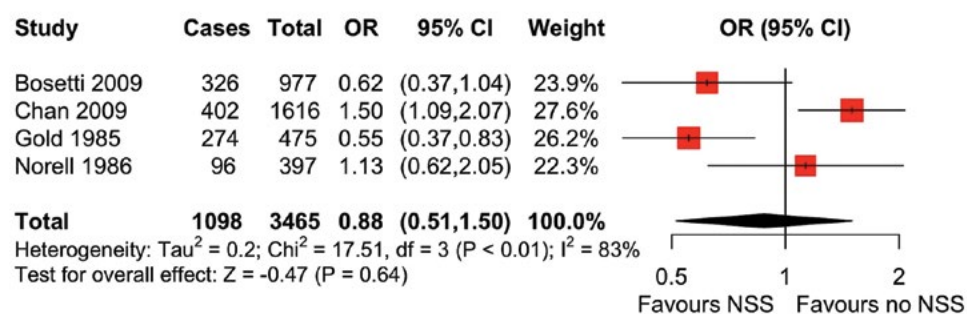 Study Cases Total OR 95% CI Weight OR (95% CI)
Bosetti 2009 326 977 0.62 (0.37,1.04) 23.9%
Chan 2009 402 1616 1.50 (1.09,2.07) 27.6%
Gold 1985 274 475 0.55 (0.37,0.83) 26.2%
Norell 1986 96 397 1.13 (0.62,2.05) 22.3%
Total 1098 3465 0.88 (0.51,1.50) 100.0%
Heterogeneity: Tau² = 0.2; Chi² = 17.51, df = 3 (P < 0.01); I² = 83%
Test for overall effect: Z = -0.47 (P = 0.64)
0.5 1 2
Favours NSS Favours no NSS